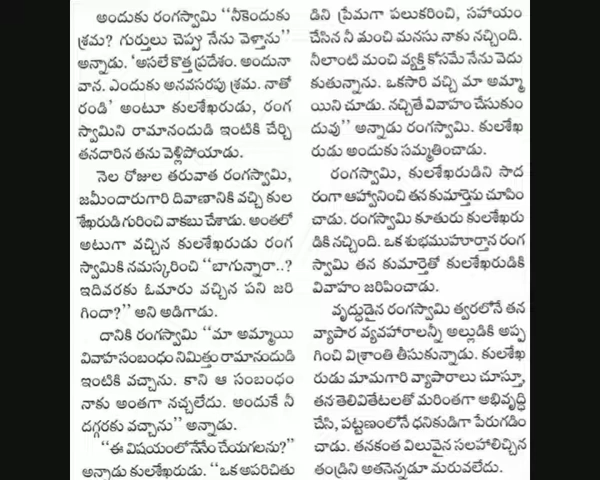 అందుకు రంగస్వామి ‘‘నీకెందుకు
శ్రమ? గుర్తులు చెప్పు నేను వెళ్తాను’’
అన్నాడు. ‘అసలే కొత్త ప్రదేశం. అందునా
వాన. ఎందుకు అనవసరపు శ్రమ. నాతో
రండి’ అంటూ కులశేఖరుడు, రంగ
స్వామిని రామానందుడి ఇంటికి చేర్చి
తనదారిన తను వెళ్లిపోయాడు.
నెల రోజుల తరువాత రంగస్వామి,
జమీందారుగారి దివాణానికి వచ్చి కుల
శేఖరుడి గురించి వాకబు చేశాడు. అంతలో
అటుగా వచ్చిన కులశేఖరుడు రంగ
స్వామికి నమస్కరించి ‘‘బాగున్నారా..?
ఇదివరకు ఓమారు వచ్చిన పని జరి
గిందా?’’ అని అడిగాడు.
దానికి రంగస్వామి ‘‘మా అమ్మాయి
వివాహసంబంధం నిమిత్తం రామానందుడి
ఇంటికి వచ్చాను. కాని ఆ సంబంధం
నాకు అంతగా నచ్చలేదు. అందుకే నీ
దగ్గరకు వచ్చాను’’ అన్నాడు.
‘‘ఈ విషయంలో నేనేం చేయగలను?’’
అన్నాడు కులశేఖరుడు. ‘‘ఒక అపరిచితు
డిని ప్రేమగా పలుకరించి, సహాయం
చేసిన నీ మంచి మనసు నాకు నచ్చింది.
నీలాంటి మంచి వ్యక్తి కోసమే నేను వెదు
కుతున్నాను. ఒకసారి వచ్చి మా అమ్మా
యిని చూడు. నచ్చితే వివాహం చేసుకుం
దువు’’ అన్నాడు రంగస్వామి. కులశేఖ
రుడు అందుకు సమ్మతించాడు.
రంగస్వామి, కులశేఖరుడిని సాద
రంగా ఆహ్వానించి తన కుమార్తెను చూపిం
చాడు. రంగస్వామి కూతురు కులశేఖరు
డికి నచ్చింది. ఒక శుభముహూర్తాన రంగ
స్వామి తన కుమార్తెతో కులశేఖరుడికి
వివాహం జరిపించాడు.
వృద్ధుడైన రంగస్వామి త్వరలోనే తన
వ్యాపార వ్యవహారాలన్నీ అల్లుడికి అప్ప
గించి విశ్రాంతి తీసుకున్నాడు. కులశేఖ
రుడు మామగారి వ్యాపారాలు చూస్తూ,
తన తెలివితేటలతో మరింతగా అభివృద్ధి
చేసి, పట్టణంలోనే ధనికుడిగా పేరుగడిం
చాడు. తనకంత విలువైన సలహాలిచ్చిన
తండ్రిని అతనెన్నడూ మరువలేదు.